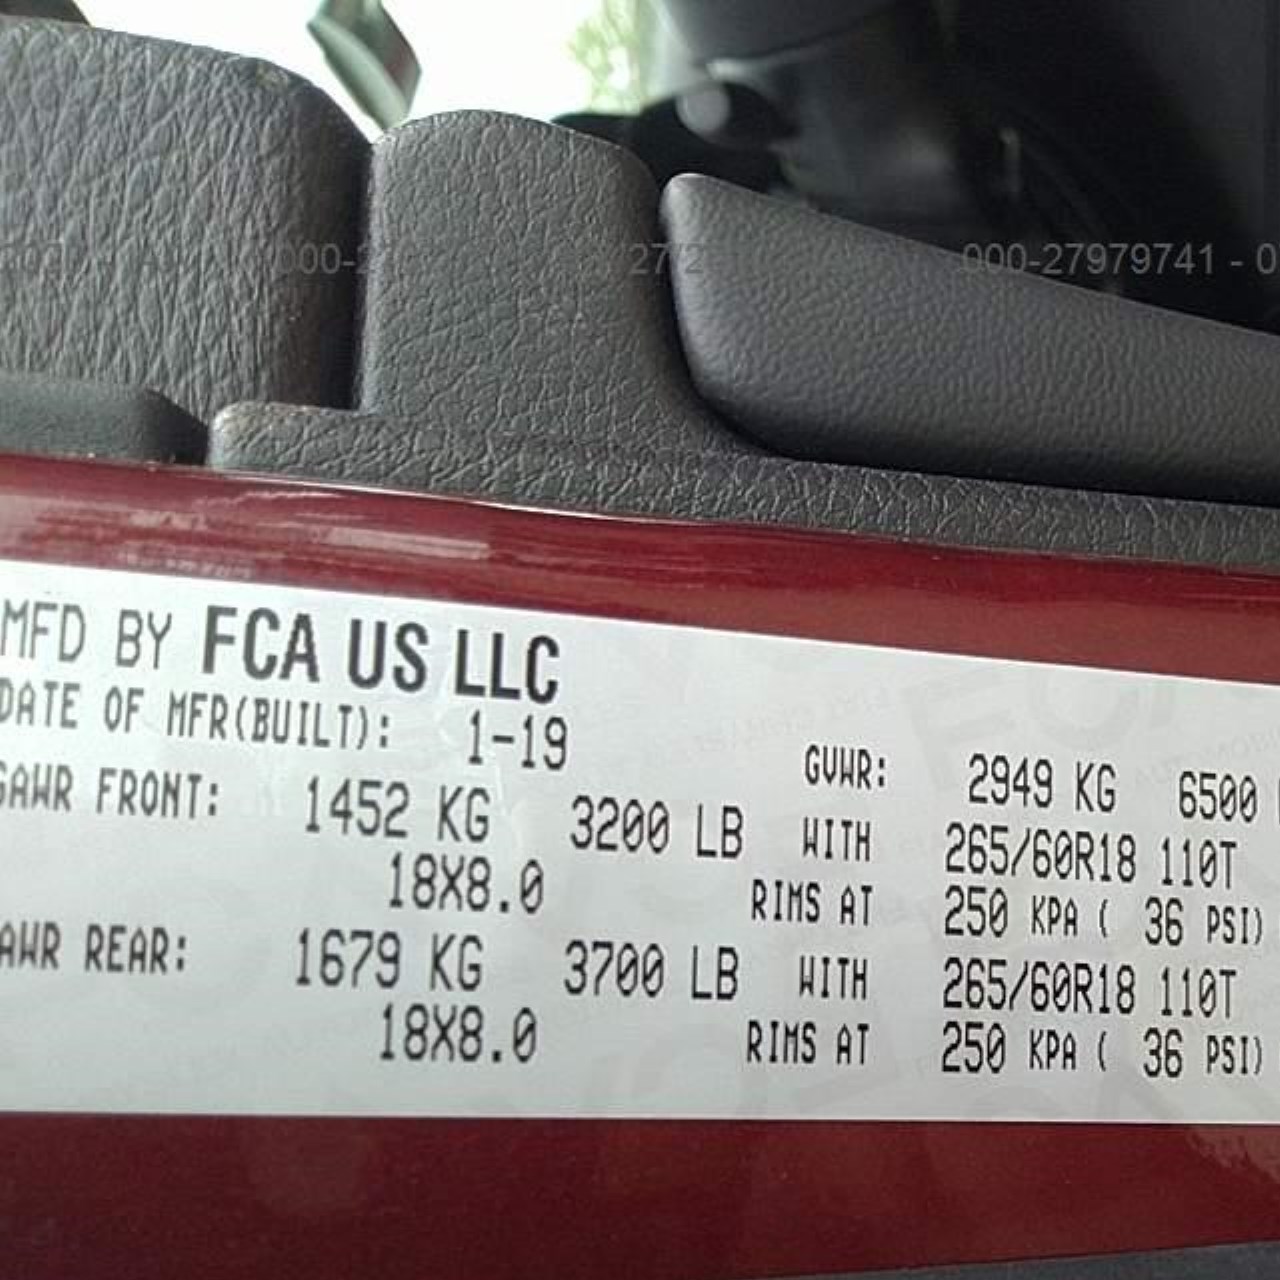 000-27979741 - 0
MFD BY FCA US LLC
DATE OF MFR(BUILT): 1-19 GVWR: 2949 KG 6500
GAWR FRONT: 1452 KG 3200 LB WITH 265/60R18 110T
18X8.0 RIMS AT 250 KPA ( 36 PSI)
AWR REAR: 1679 KG 3700 LB WITH 265/60R18 110T
18X8.0 RIMS AT 250 KPA ( 36 PSI)